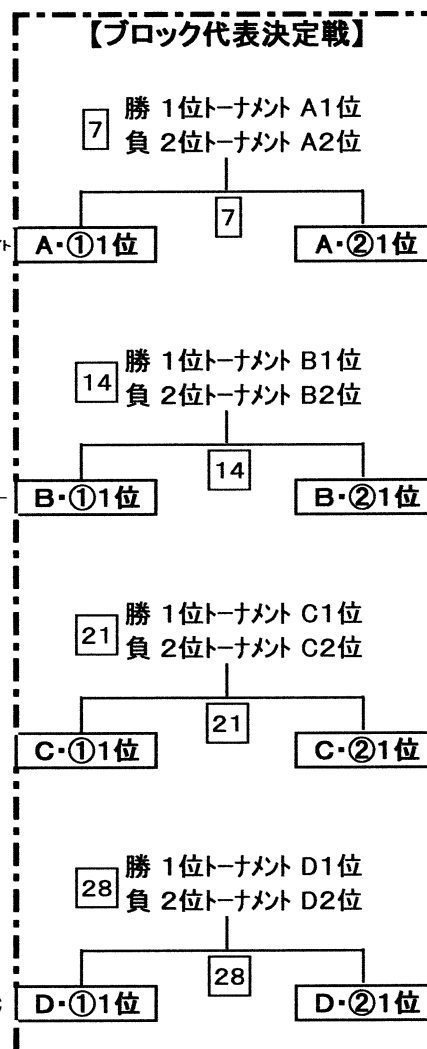 【ブロック代表決定戦】
7 勝 1位トーナメント A1位
負 2位トーナメント A2位
7
A・①1位 A・②1位
14 勝 1位トーナメント B1位
負 2位トーナメント B2位
14
B・①1位 B・②1位
21 勝 1位トーナメント C1位
負 2位トーナメント C2位
21
C・①1位 C・②1位
28 勝 1位トーナメント D1位
負 2位トーナメント D2位
28
D・①1位 D・②1位